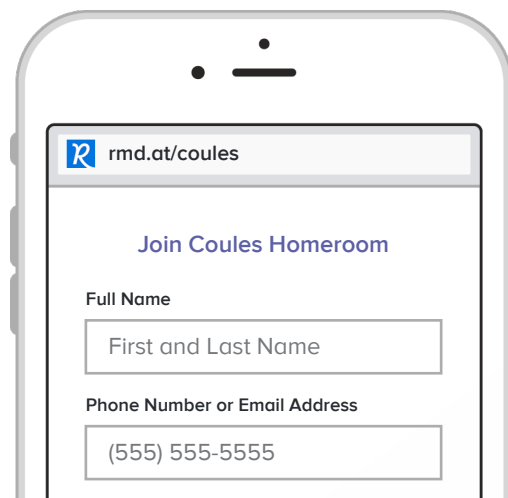 rmd.at/coules
Join Coules Homeroom
Full Name
First and Last Name
Phone Number or Email Address
(555) 555-5555